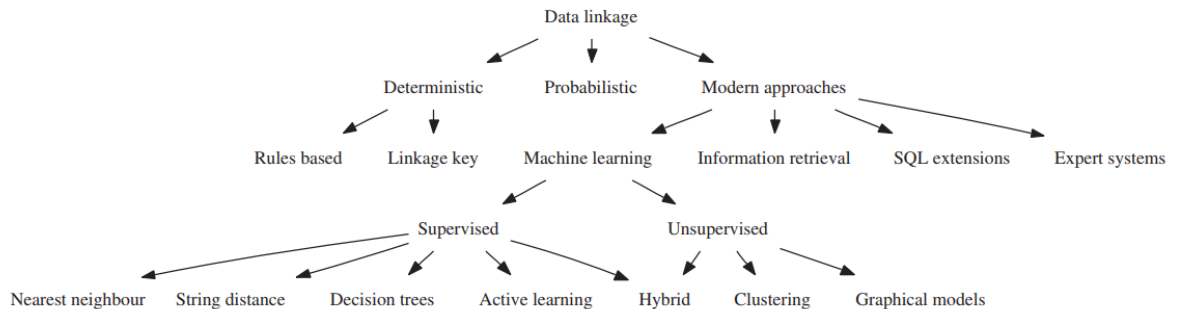 Data linkage
Deterministic Probabilistic Modern approaches
Rules based Linkage key Machine learning Information retrieval SQL extensions Expert systems
Supervised Unsupervised
Nearest neighbour String distance Decision trees Active learning Hybrid Clustering Graphical models